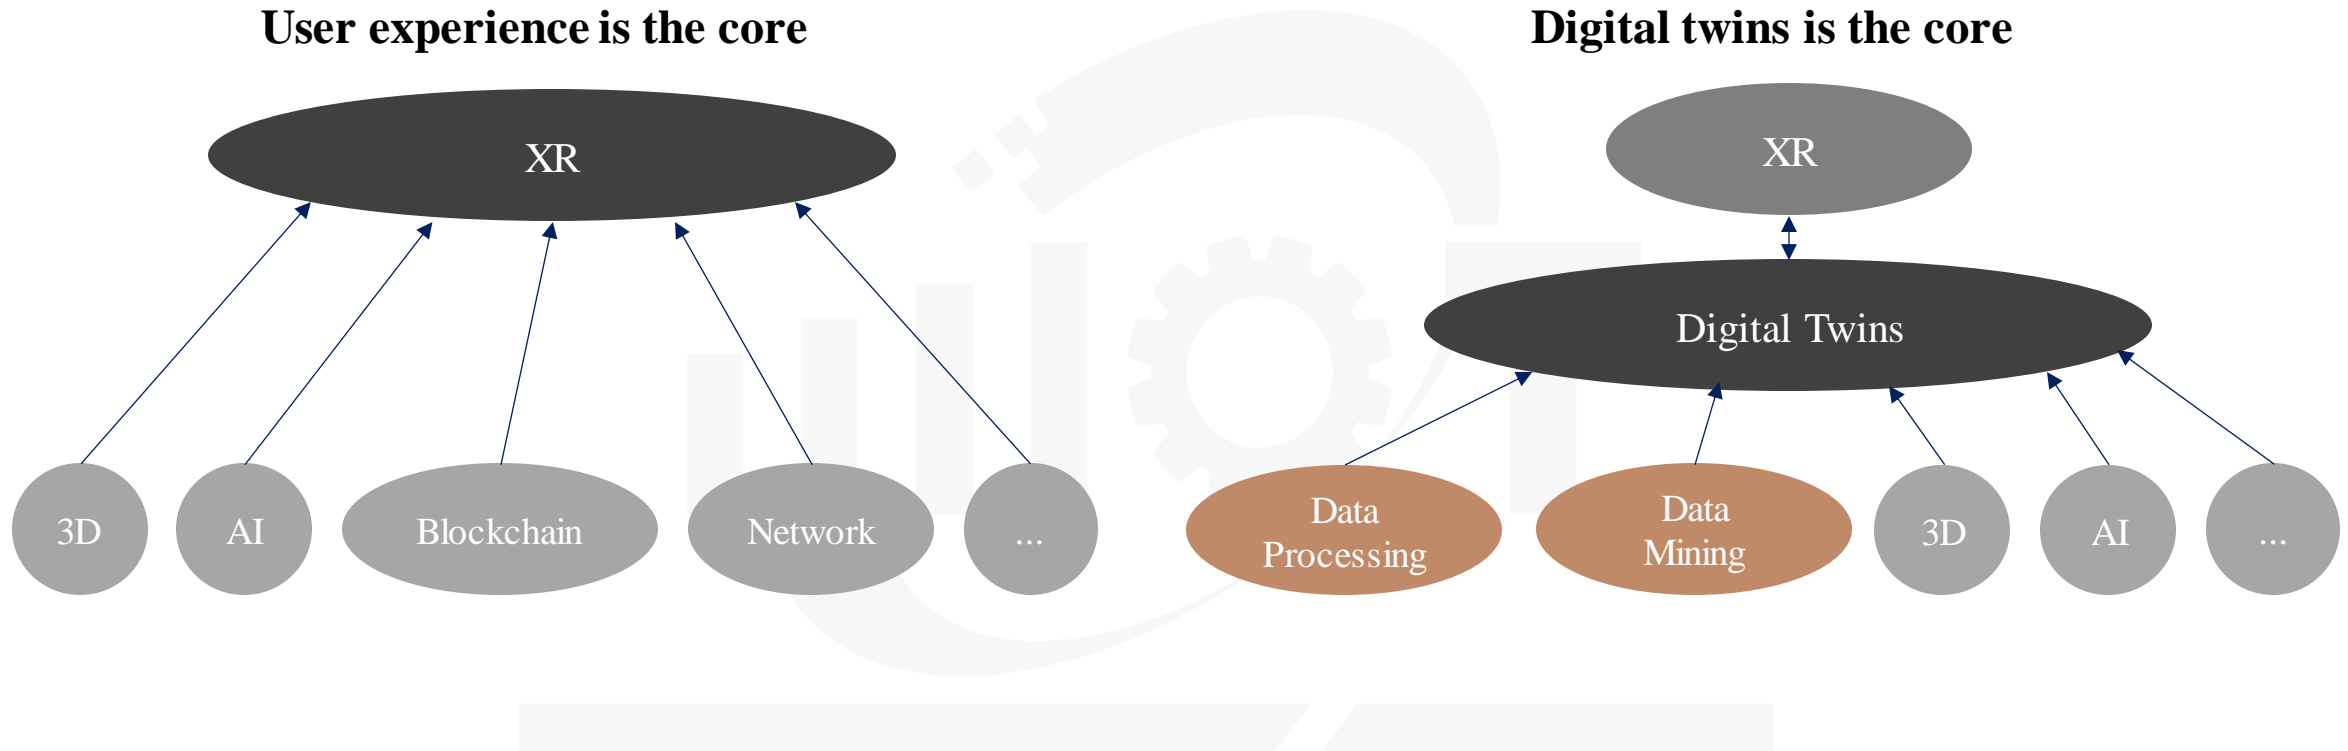 User experience is the core
XR
3D
AI
Blockchain
Network
...
Digital twins is the core
XR
Digital Twins
Data
Processing
Data
Mining
3D
AI
...